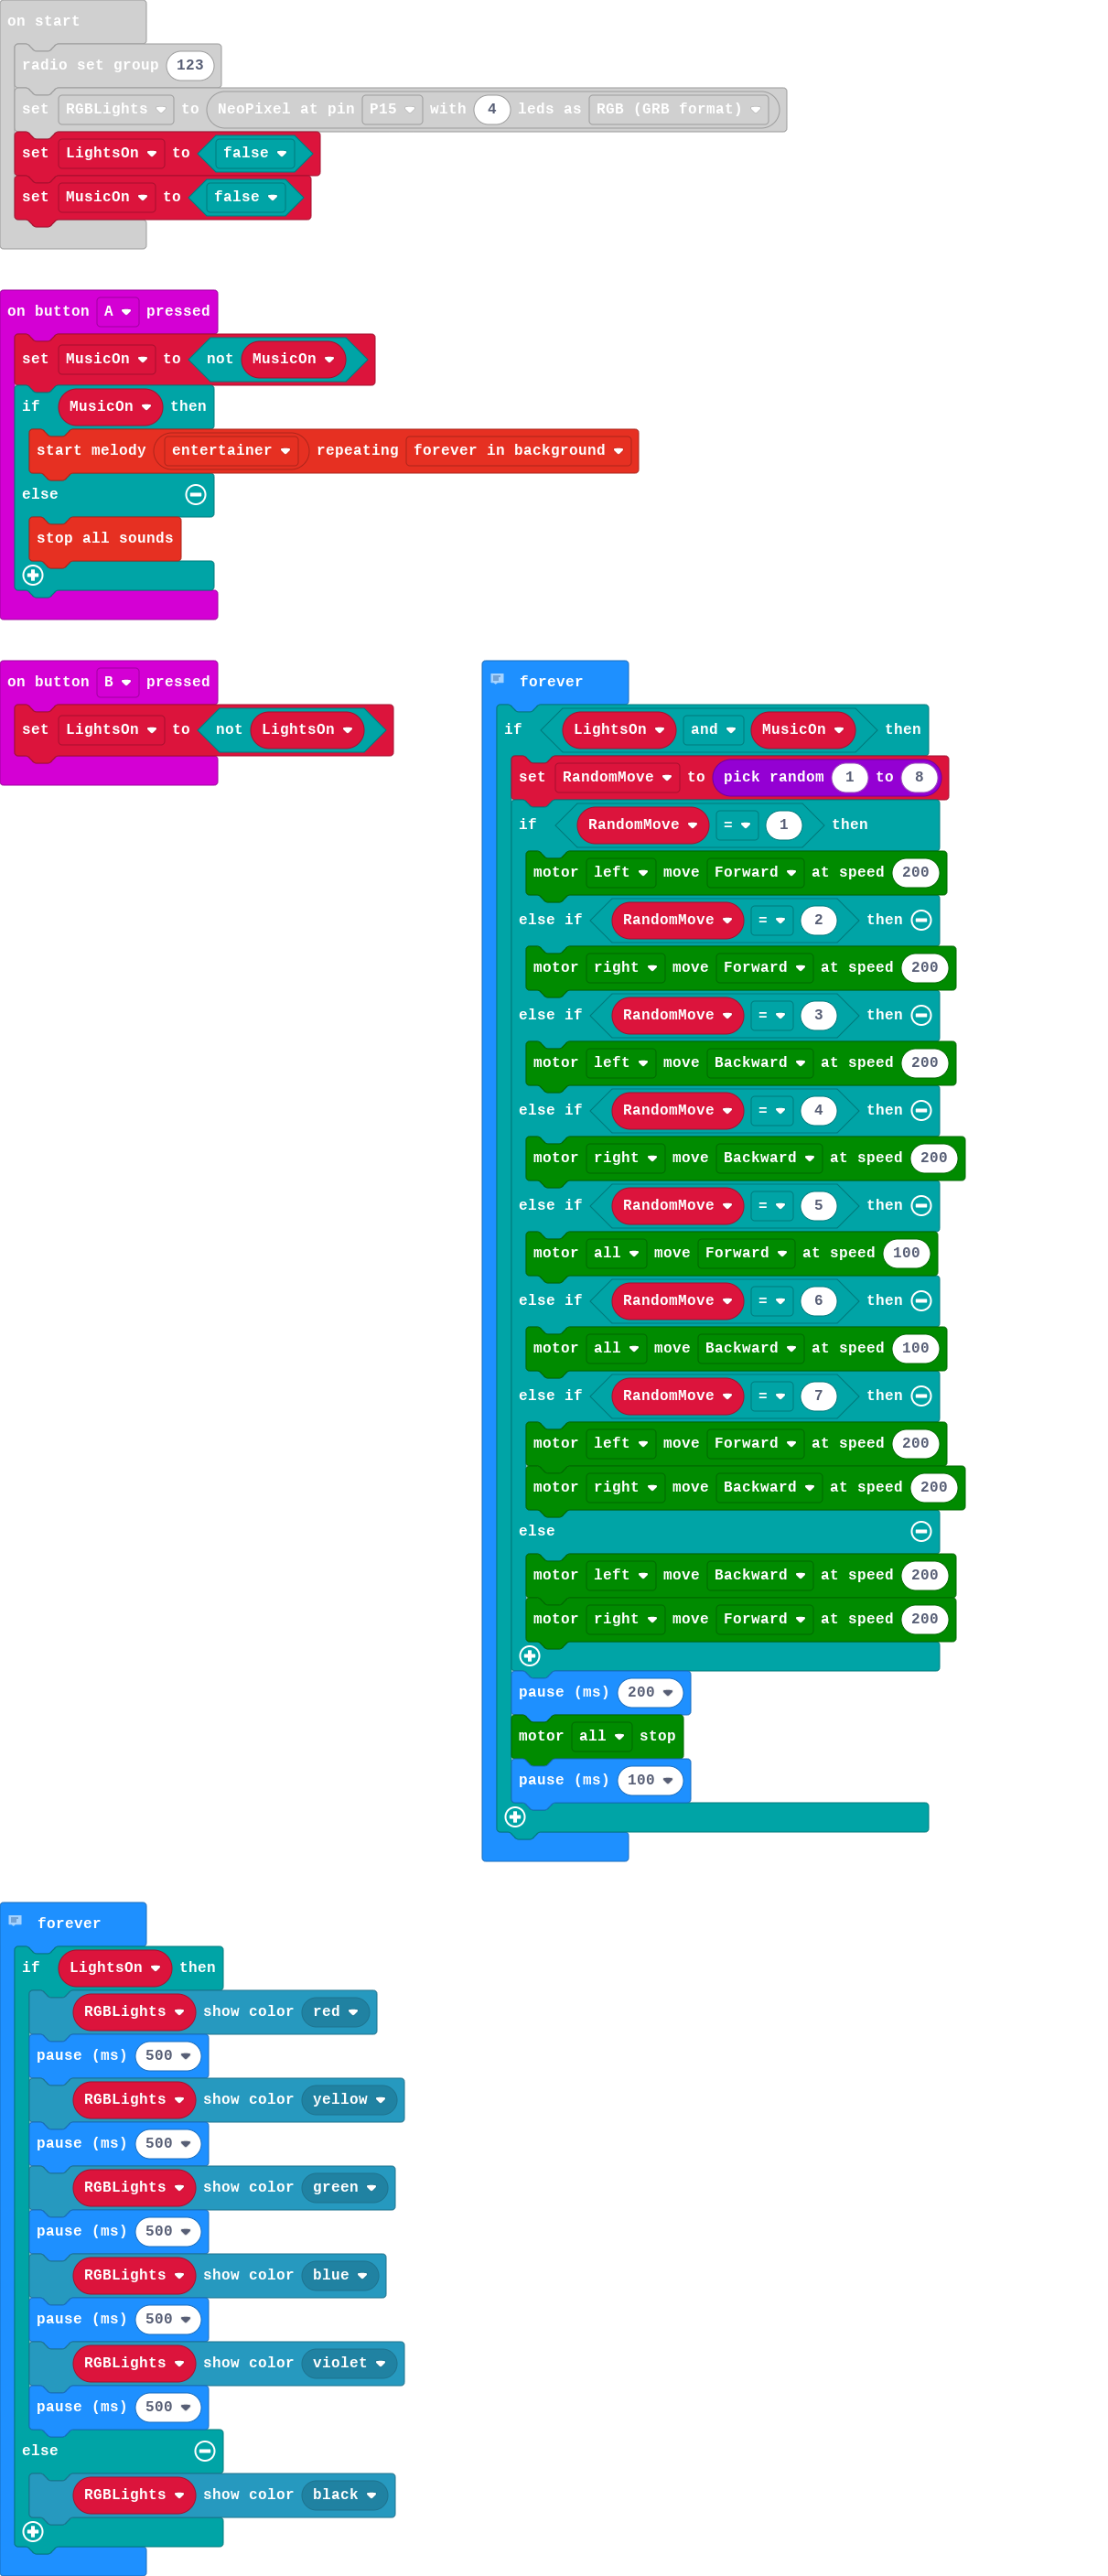 on start
radio set group 123
set RGBLights to NeoPixel at pin P15 with 4 leds as RGB (GRB format)
set LightsOn to false
set MusicOn to false
on button A pressed
set MusicOn to not MusicOn
if MusicOn then
start melody entertainer repeating forever in background
else
stop all sounds
on button B pressed
set LightsOn to not LightsOn
forever
if LightsOn and MusicOn then
set RandomMove to pick random 1 to 8
if RandomMove = 1 then
motor left move Forward at speed 200
else if RandomMove = 2 then
motor right move Forward at speed 200
else if RandomMove = 3 then
motor left move Backward at speed 200
else if RandomMove = 4 then
motor right move Backward at speed 200
else if RandomMove = 5 then
motor all move Forward at speed 100
else if RandomMove = 6 then
motor all move Backward at speed 100
else if RandomMove = 7 then
motor left move Forward at speed 200
motor right move Backward at speed 200
else
motor left move Backward at speed 200
motor right move Forward at speed 200
pause (ms) 200
motor all stop
pause (ms) 100
forever
if LightsOn then
RGBLights show color red
pause (ms) 500
RGBLights show color yellow
pause (ms) 500
RGBLights show color green
pause (ms) 500
RGBLights show color blue
pause (ms) 500
RGBLights show color violet
pause (ms) 500
else
RGBLights show color black